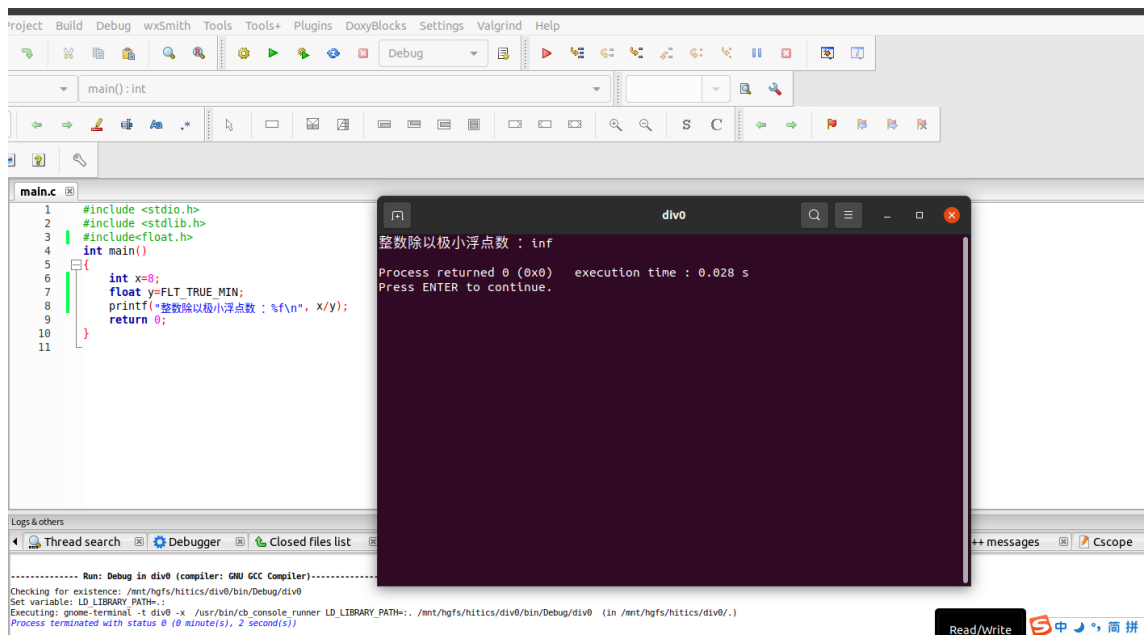 Project Build Debug wxSmith Tools Tools+ Plugins DoxyBlocks Settings Valgrind Help
Debug
main() : int
S C
main.c
1 #include <stdio.h>
2 #include <stdlib.h>
3 #include<float.h>
4 int main()
5 {
6 int x=8;
7 float y=FLT_TRUE_MIN;
8 printf("整数除以极小浮点数 ：%f\n", x/y);
9 return 0;
10 }
11
div0
整数除以极小浮点数 ：inf
Process returned 0 (0x0) execution time : 0.028 s
Press ENTER to continue.
Logs & others
Thread search Debugger Closed files list ++ messages Cscope
-------------- Run: Debug in div0 (compiler: GNU GCC Compiler)---------------
Checking for existence: /mnt/hgfs/hitics/div0/bin/Debug/div0
Set variable: LD_LIBRARY_PATH=.:
Executing: gnome-terminal -t div0 -x /usr/bin/cb_console_runner LD_LIBRARY_PATH=:. /mnt/hgfs/hitics/div0/bin/Debug/div0 (in /mnt/hgfs/hitics/div0/.)
Process terminated with status 0 (0 minute(s), 2 second(s))
Read/Write
S 中 简 拼